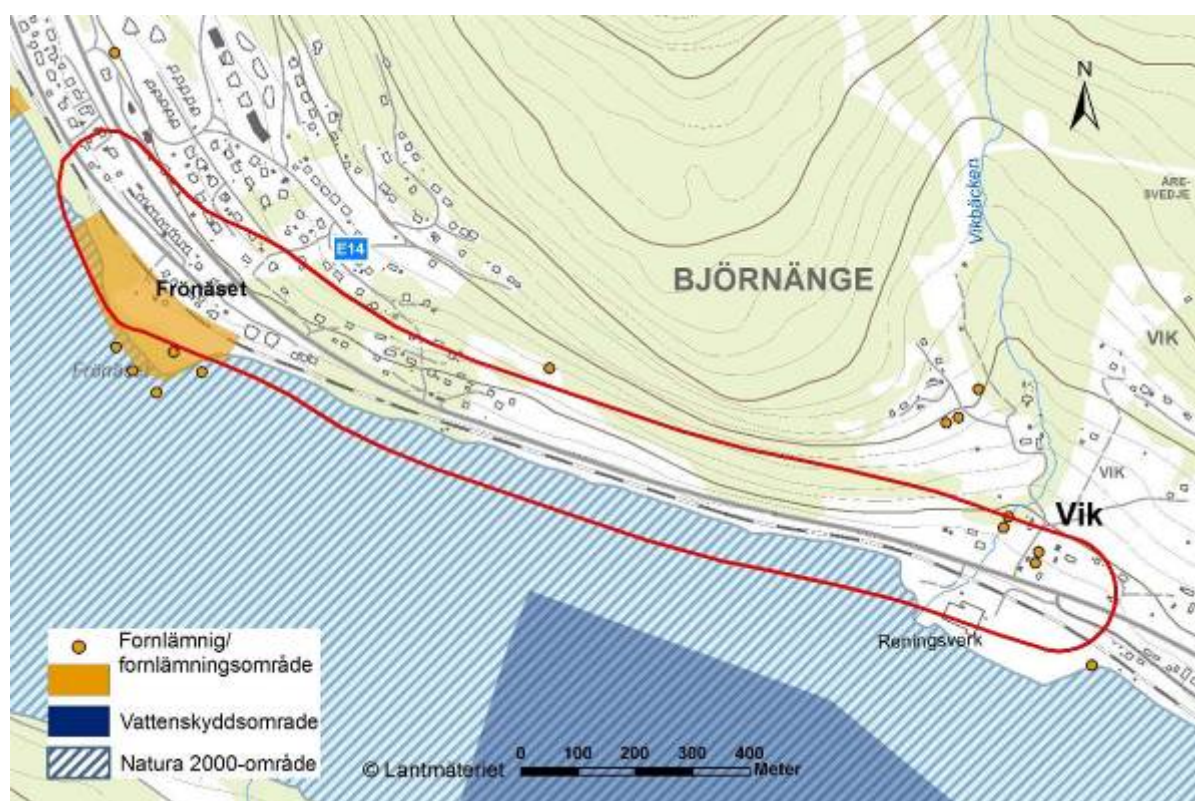 N
Vikbäcken
ÅRE-
SVEDJE
E14
BJÖRNÄNGE
Frönäset
VIK
Frönäset
VIK
Vik
Reningsverk
Fornlämnig/
fornlämningsområde
Vattenskyddsomrade
Natura 2000-område
© Lantmäteriet
0 100 200 300 400
Meter